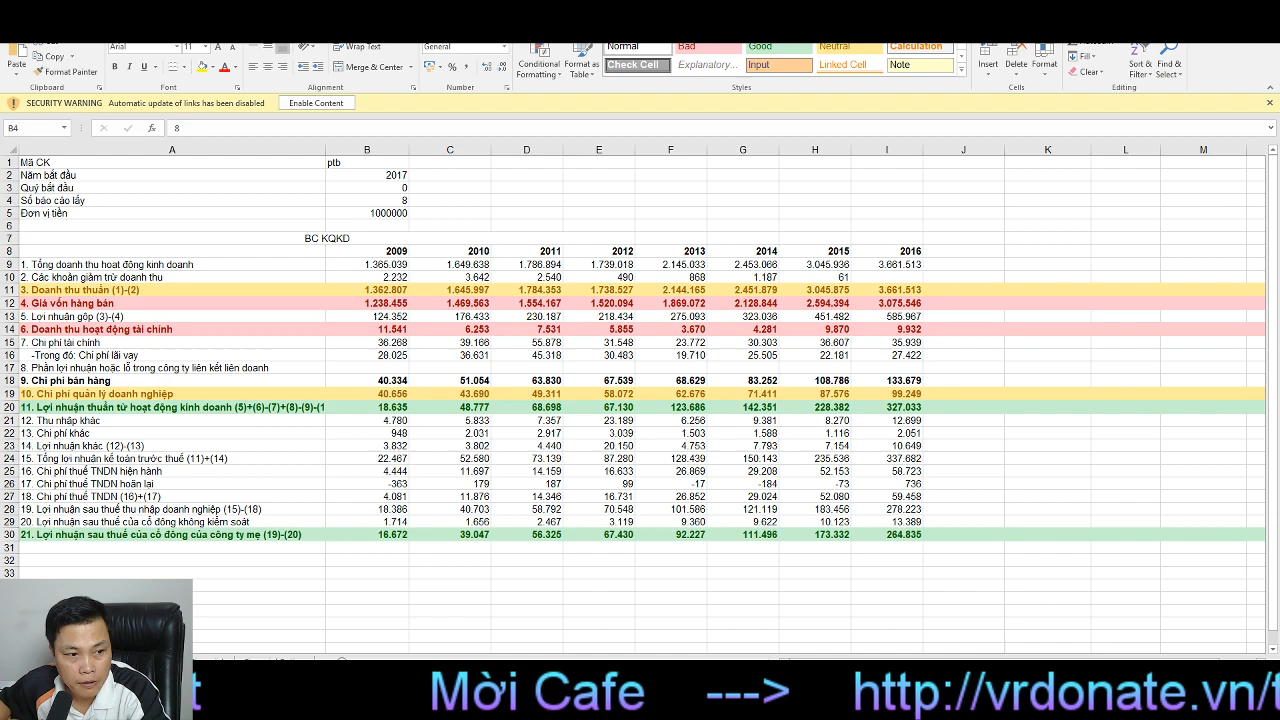 Arial 11 Wrap Text General Normal Bad Good Neutral Calculation
Paste Copy Format Painter Merge & Center Conditional Formatting Format as Table Check Cell Explanatory... Input Linked Cell Note Insert Delete Format Fill Clear Sort & Filter Find & Select
Clipboard Font Alignment Number Styles Cells Editing
SECURITY WARNING Automatic update of links has been disabled Enable Content
B4 fx 8
A B C D E F G H I J K L M
1 Mã CK ptb
2 Năm bắt đầu 2017
3 Quý bắt đầu 0
4 Số báo cáo lấy 8
5 Đơn vị tiền 1000000
6
7 BC KQKD
8 2009 2010 2011 2012 2013 2014 2015 2016
9 1. Tổng doanh thu hoạt động kinh doanh 1.365.039 1.649.638 1.786.894 1.739.018 2.145.033 2.453.066 3.045.936 3.661.513
10 2. Các khoản giảm trừ doanh thu 2.232 3.642 2.540 490 868 1.187 61
11 3. Doanh thu thuần (1)-(2) 1.362.807 1.645.997 1.784.353 1.738.527 2.144.165 2.451.879 3.045.875 3.661.513
12 4. Giá vốn hàng bán 1.238.455 1.469.563 1.554.167 1.520.094 1.869.072 2.128.844 2.594.394 3.075.546
13 5. Lợi nhuận gộp (3)-(4) 124.352 176.433 230.187 218.434 275.093 323.036 451.482 585.967
14 6. Doanh thu hoạt động tài chính 11.541 6.253 7.531 5.855 3.670 4.281 9.870 9.932
15 7. Chi phí tài chính 36.268 39.166 55.878 31.548 23.772 30.303 36.607 35.939
16 -Trong đó: Chi phí lãi vay 28.025 36.631 45.318 30.483 19.710 25.505 22.181 27.422
17 8. Phần lợi nhuận hoặc lỗ trong công ty liên kết liên doanh
18 9. Chi phí bán hàng 40.334 51.054 63.830 67.539 68.629 83.252 108.786 133.679
19 10. Chi phí quản lý doanh nghiệp 40.656 43.690 49.311 58.072 62.676 71.411 87.576 99.249
20 11. Lợi nhuận thuần từ hoạt động kinh doanh (5)+(6)-(7)+(8)-(9)-(1 18.635 48.777 68.698 67.130 123.686 142.351 228.382 327.033
21 12. Thu nhập khác 4.780 5.833 7.357 23.189 6.256 9.381 8.270 12.699
22 13. Chi phí khác 948 2.031 2.917 3.039 1.503 1.588 1.116 2.051
23 14. Lợi nhuận khác (12)-(13) 3.832 3.802 4.440 20.150 4.753 7.793 7.154 10.649
24 15. Tổng lợi nhuận kế toán trước thuế (11)+(14) 22.467 52.580 73.139 87.280 128.439 150.143 235.536 337.682
25 16. Chi phí thuế TNDN hiện hành 4.444 11.697 14.159 16.633 26.869 29.208 52.153 58.723
26 17. Chi phí thuế TNDN hoãn lại -363 179 187 99 -17 -184 -73 736
27 18. Chi phí thuế TNDN (16)+(17) 4.081 11.876 14.346 16.731 26.852 29.024 52.080 59.458
28 19. Lợi nhuận sau thuế thu nhập doanh nghiệp (15)-(18) 18.386 40.703 58.792 70.548 101.586 121.119 183.456 278.223
29 20. Lợi nhuận sau thuế của cổ đông không kiểm soát 1.714 1.656 2.467 3.119 9.360 9.622 10.123 13.389
30 21. Lợi nhuận sau thuế của cổ đông của công ty mẹ (19)-(20) 16.672 39.047 56.325 67.430 92.227 111.496 173.332 264.835
31
32
33
t Mời Cafe ---> http://vrdonate.vn/t